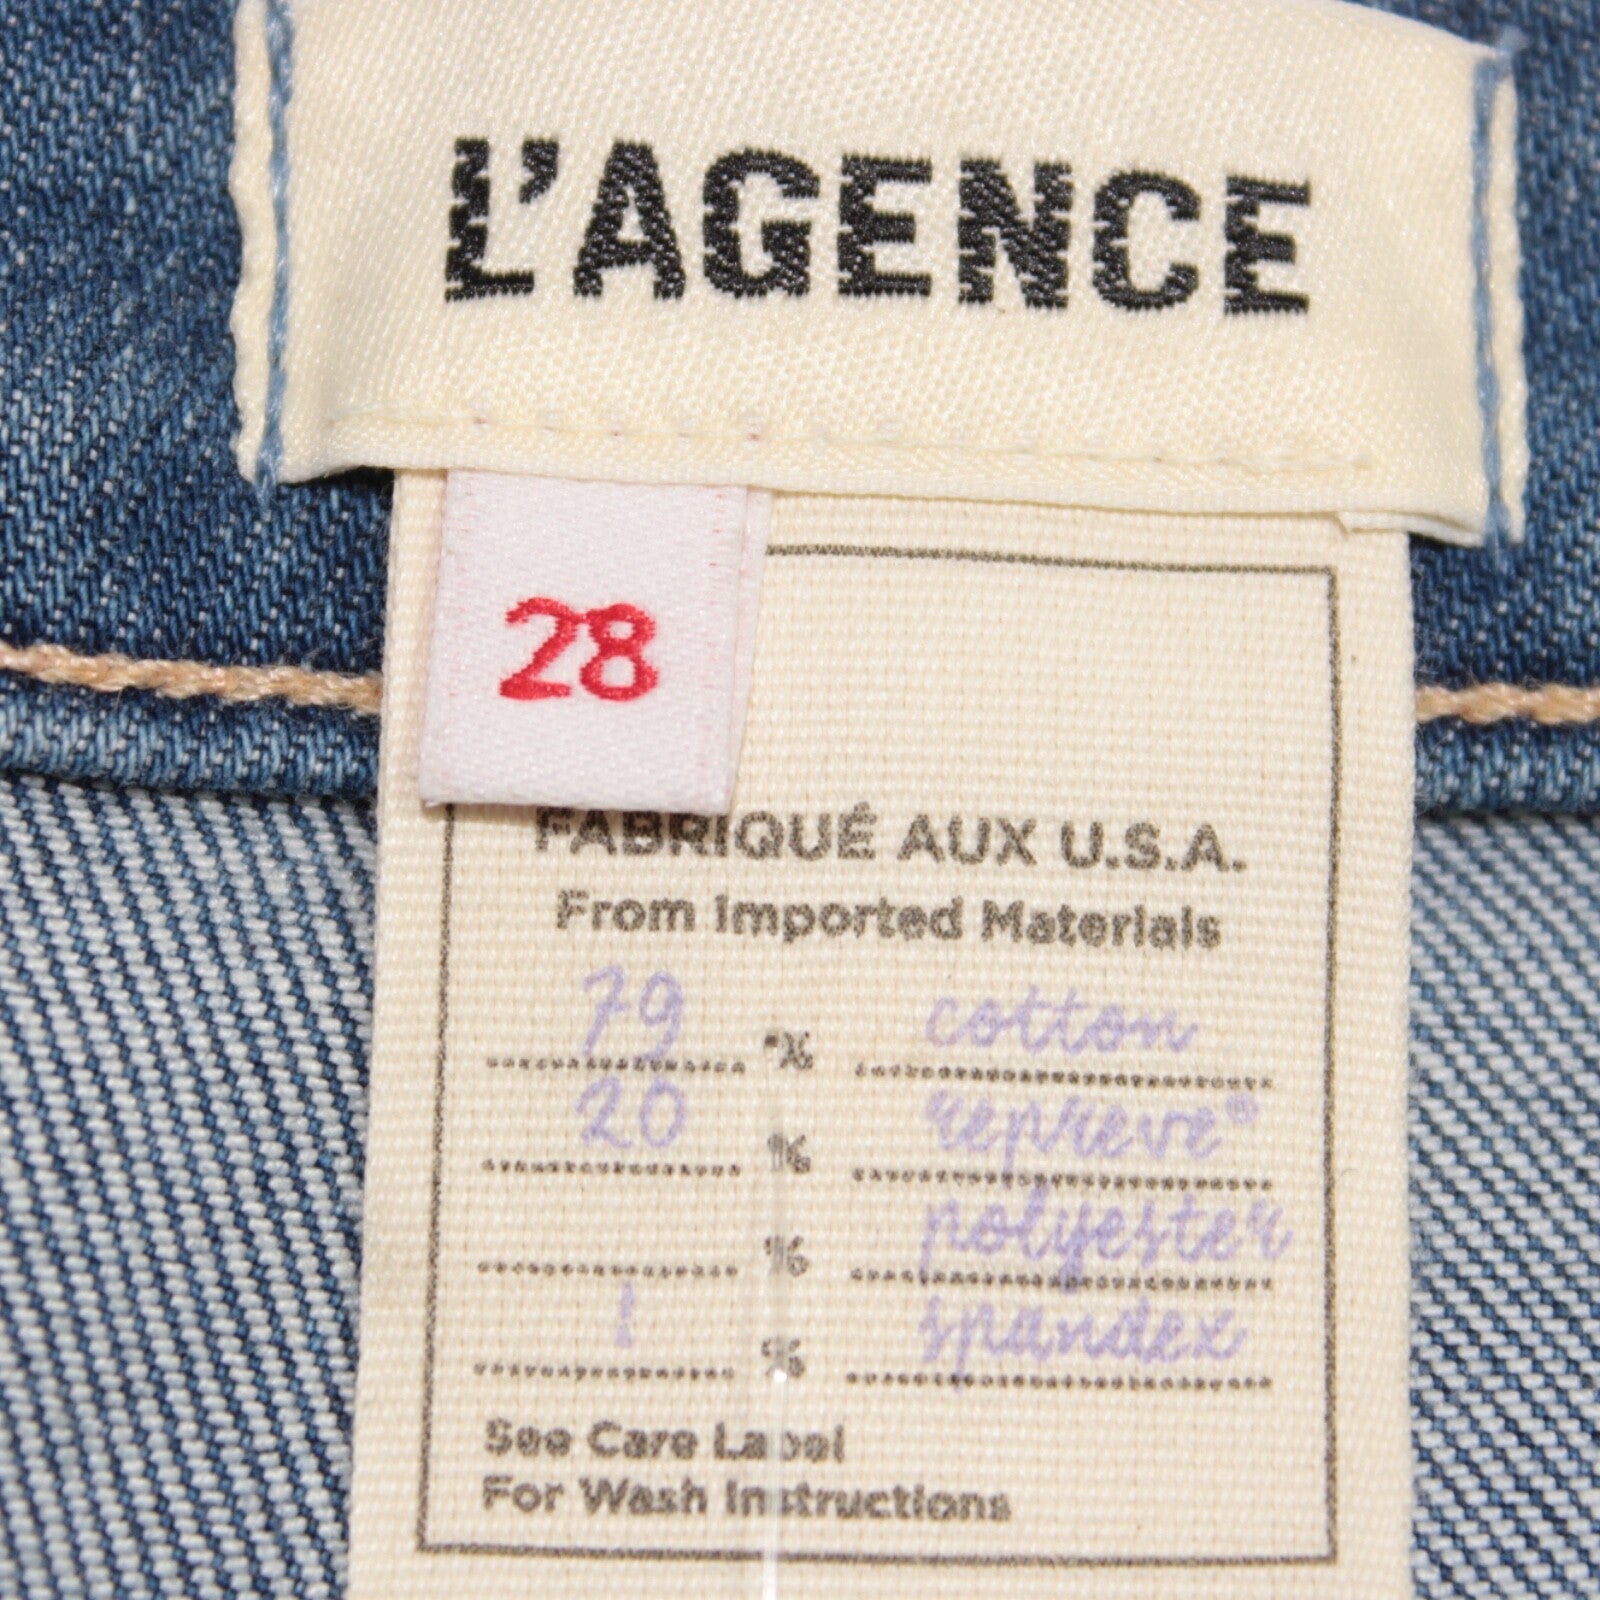 L'AGENCE
28
FABRIQUÉ AUX U.S.A.
From Imported Materials
79 % cotton
20 % repreve®
% polyester
1 % spandex
See Care Label
For Wash Instructions